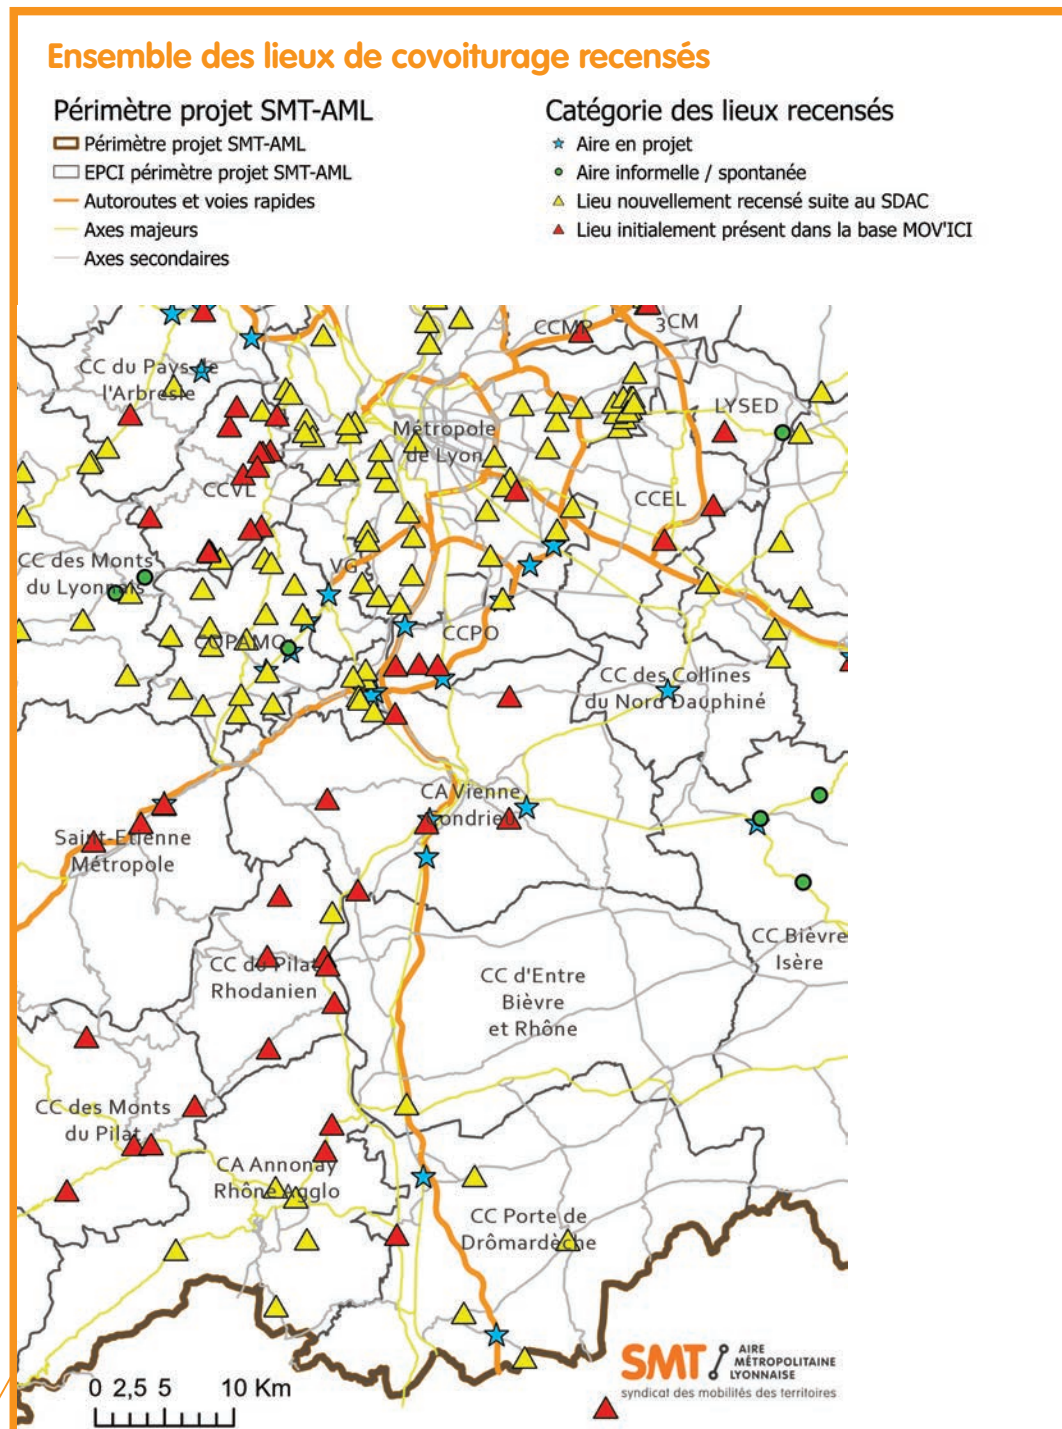 Ensemble des lieux de covoiturage recensés
Périmètre projet SMT-AML
Périmètre projet SMT-AML
EPCI périmètre projet SMT-AML
Autoroutes et voies rapides
Axes majeurs
Axes secondaires
Catégorie des lieux recensés
Aire en projet
Aire informelle / spontanée
Lieu nouvellement recensé suite au SDAC
Lieu initialement présent dans la base MOV'ICI
CCMP
3CM
CC du Pays de
l'Arbresle
LYSED
Métropole
de Lyon
CCVL
CCEL
CC des Monts
du Lyonnais
VG
COPAMO
CCPO
CC des Collines
du Nord Dauphiné
CA Vienne
Condrieu
Saint-Etienne
Métropole
CC Bièvre
Isère
CC du Pilat
Rhodanien
CC d'Entre
Bièvre
et Rhône
CC des Monts
du Pilat
CA Annonay
Rhône Agglo
CC Porte de
Drômardèche
SMT
AIRE
MÉTROPOLITAINE
LYONNAISE
syndicat des mobilités des territoires
0 2,5 5 10 Km